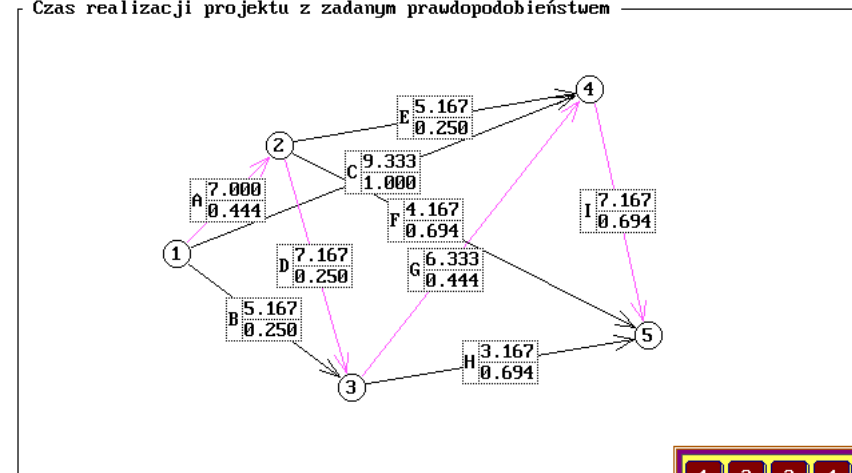 Czas realizacji projektu z zadanym prawdopodobieństwem
4
E 5.167
0.250
2
C 9.333
1.000
A 7.000
0.444
I 7.167
0.694
F 4.167
0.694
1
D 7.167
0.250
G 6.333
0.444
B 5.167
0.250
5
H 3.167
0.694
3